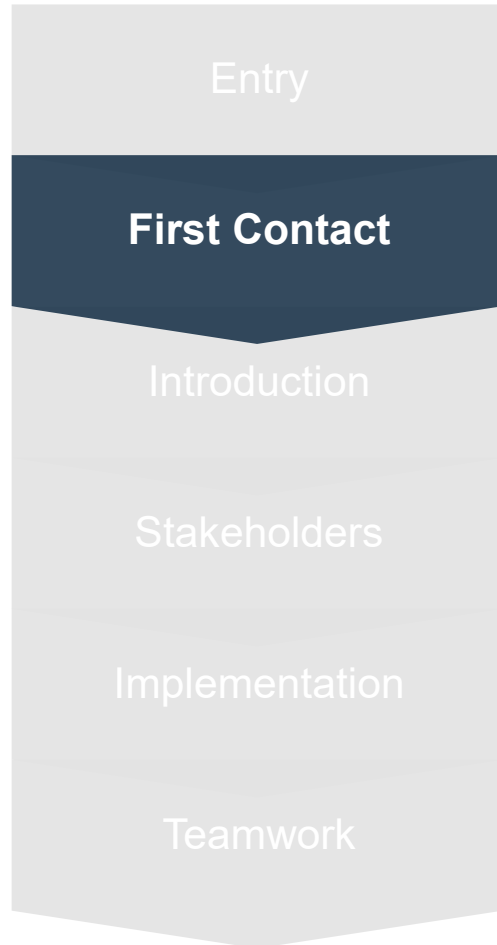 Entry
First Contact
Introduction
Stakeholders
Implementation
Teamwork